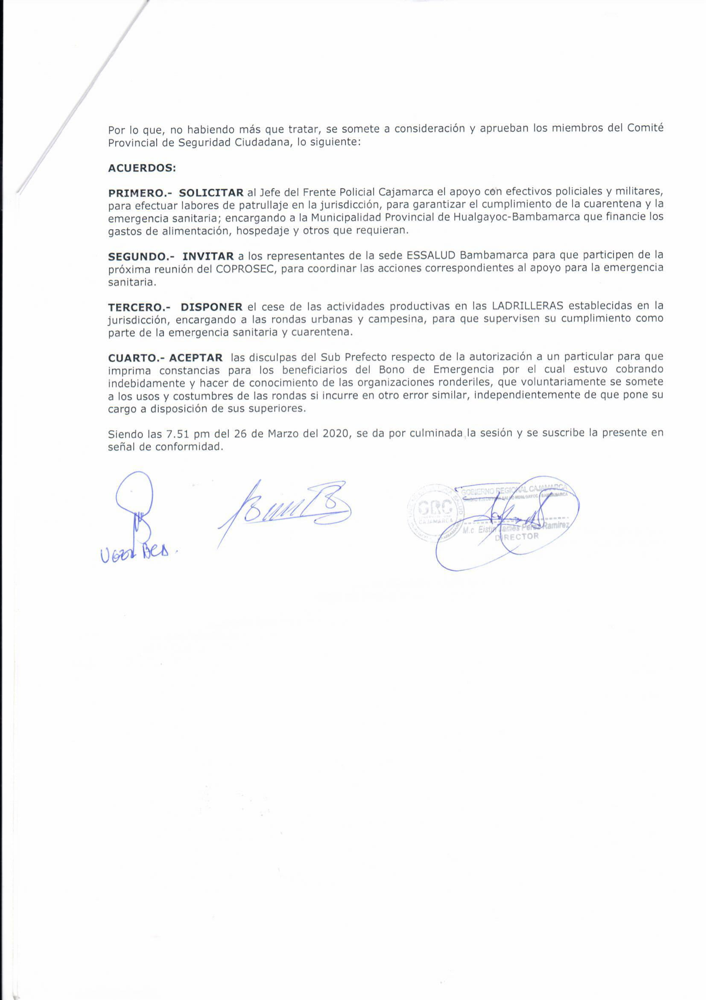 Por lo que, no habiendo más que tratar, se somete a consideración y aprueban los miembros del Comité
Provincial de Seguridad Ciudadana, lo siguiente:
ACUERDOS:
PRIMERO.- SOLICITAR al Jefe del Frente Policial Cajamarca el apoyo con efectivos policiales y militares,
para efectuar labores de patrullaje en la jurisdicción, para garantizar el cumplimiento de la cuarentena y la
emergencia sanitaria; encargando a la Municipalidad Provincial de Hualgayoc-Bambamarca que financie los
gastos de alimentación, hospedaje y otros que requieran.
SEGUNDO.- INVITAR a los representantes de la sede ESSALUD Bambamarca para que participen de la
próxima reunión del COPROSEC, para coordinar las acciones correspondientes al apoyo para la emergencia
sanitaria.
TERCERO.- DISPONER el cese de las actividades productivas en las LADRILLERAS establecidas en la
jurisdicción, encargando a las rondas urbanas y campesina, para que supervisen su cumplimiento como
parte de la emergencia sanitaria y cuarentena.
CUARTO.- ACEPTAR las disculpas del Sub Prefecto respecto de la autorización a un particular para que
imprima constancias para los beneficiarios del Bono de Emergencia por el cual estuvo cobrando
indebidamente y hacer de conocimiento de las organizaciones ronderiles, que voluntariamente se somete
a los usos y costumbres de las rondas si incurre en otro error similar, independientemente de que pone su
cargo a disposición de sus superiores.
Siendo las 7.51 pm del 26 de Marzo del 2020, se da por culminada la sesión y se suscribe la presente en
señal de conformidad.
GRC
CAJAMARCA
GOBIERNO REGIONAL CAJAMARCA
M.c Eistin James Perez Ramirez
DIRECTOR